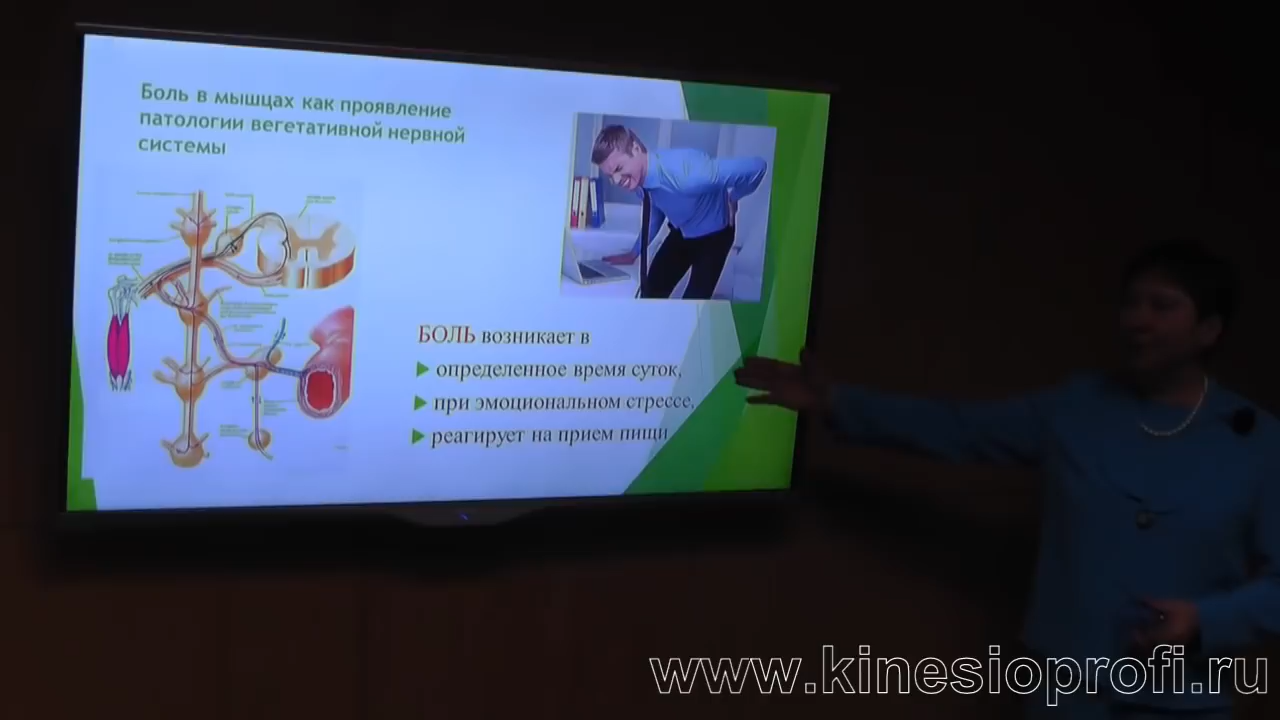 Боль в мышцах как проявление
патологии вегетативной нервной
системы
БОЛЬ возникает в
определенное время суток,
при эмоциональном стрессе,
реагирует на прием пищи
www.kinesioprofi.ru